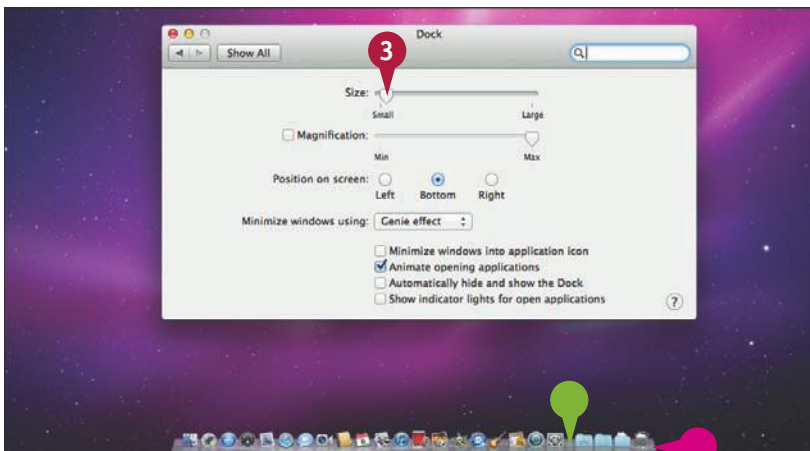 Dock
Show All
3
Size:
Small Large
Magnification:
Min Max
Position on screen:
Left Bottom Right
Minimize windows using: Genie effect
Minimize windows into application icon
Animate opening applications
Automatically hide and show the Dock
Show indicator lights for open applications
?